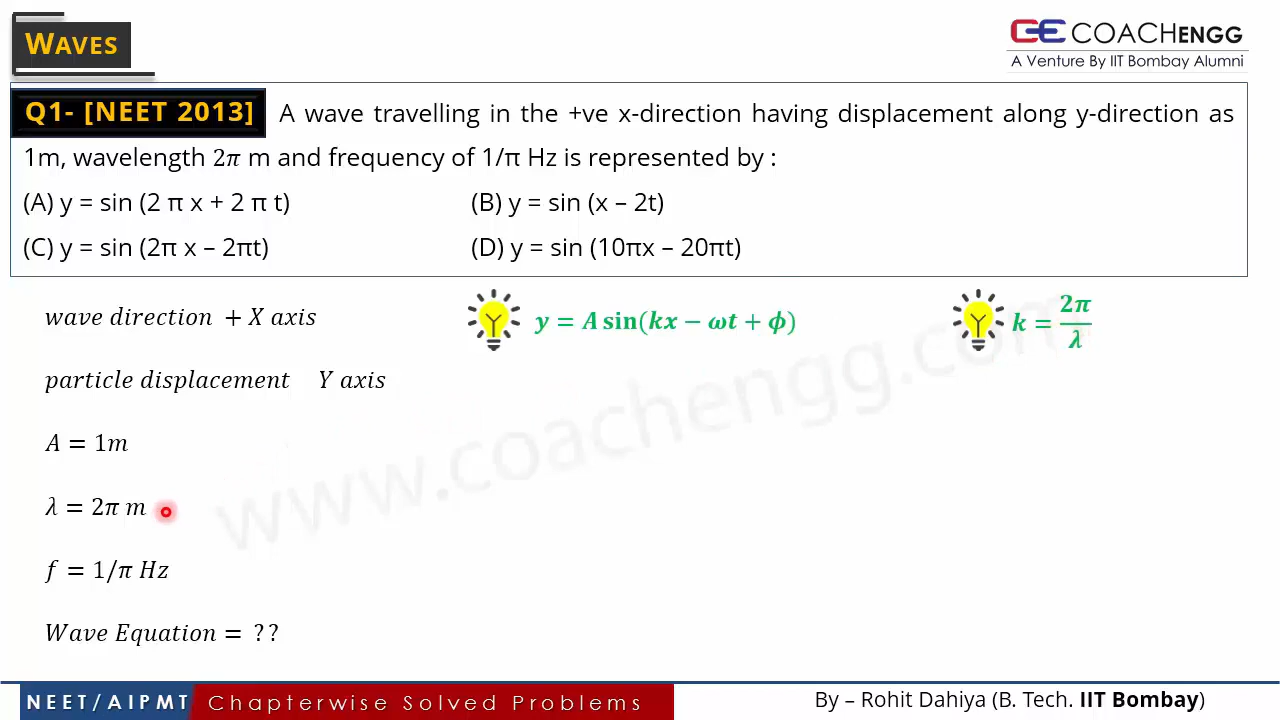 WAVES
CE COACHENGG
A Venture By IIT Bombay Alumni
Q1- [NEET 2013] A wave travelling in the +ve x-direction having displacement along y-direction as
1m, wavelength 2𝜋 m and frequency of 1/π Hz is represented by :
(A) y = sin (2 π x + 2 π t) (B) y = sin (x – 2t)
(C) y = sin (2π x – 2πt) (D) y = sin (10πx – 20πt)
wave direction + X axis
y = A sin(kx − ωt + ϕ)
k = 2π/λ
particle displacement Y axis
A = 1m
λ = 2π m
f = 1/π Hz
Wave Equation = ??
www.coachengg.com
NEET/AIPMT Chapterwise Solved Problems
By – Rohit Dahiya (B. Tech. IIT Bombay)